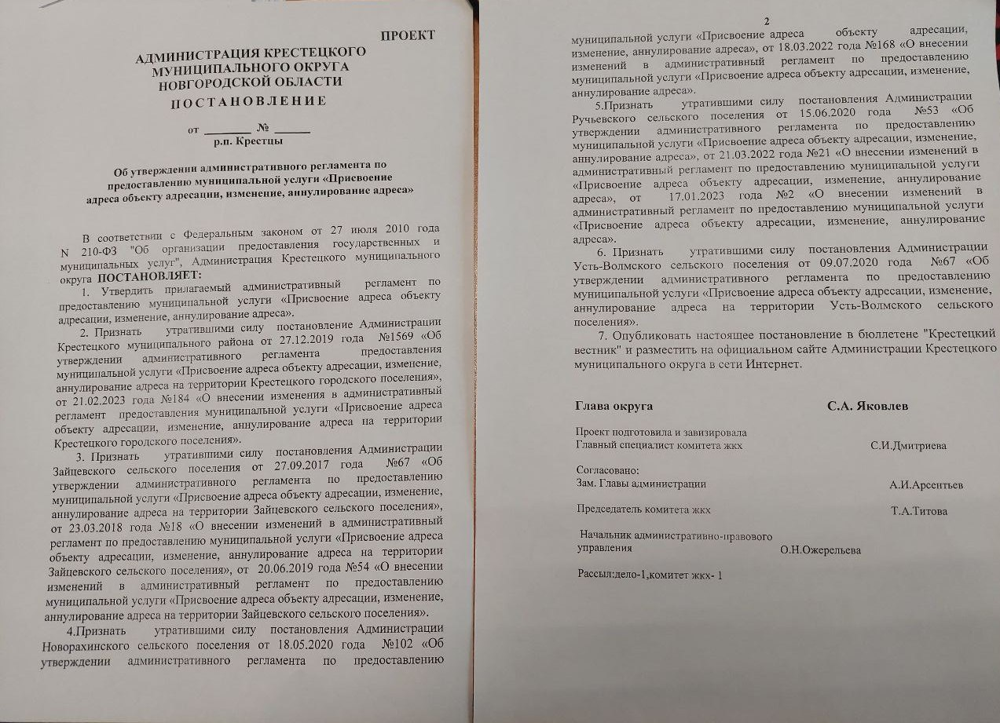 ПРОЕКТ
АДМИНИСТРАЦИЯ КРЕСТЕЦКОГО
МУНИЦИПАЛЬНОГО ОКРУГА
НОВГОРОДСКОЙ ОБЛАСТИ
ПОСТАНОВЛЕНИЕ
от ________ № ______
р.п. Крестцы
Об утверждении административного регламента по
предоставлению муниципальной услуги «Присвоение
адреса объекту адресации, изменение, аннулирование адреса»
В соответствии с Федеральным законом от 27 июля 2010 года
N 210-ФЗ "Об организации предоставления государственных и
муниципальных услуг", Администрация Крестецкого муниципального
округа ПОСТАНОВЛЯЕТ:
1. Утвердить прилагаемый административный регламент по
предоставлению муниципальной услуги «Присвоение адреса объекту
адресации, изменение, аннулирование адреса».
2. Признать утратившими силу постановление Администрации
Крестецкого муниципального района от 27.12.2019 года №1569 «Об
утверждении административного регламента предоставления
муниципальной услуги «Присвоение адреса объекту адресации, изменение,
аннулирование адреса на территории Крестецкого городского поселения»,
от 21.02.2023 года №184 «О внесении изменения в административный
регламент предоставления муниципальной услуги «Присвоение адреса
объекту адресации, изменение, аннулирование адреса на территории
Крестецкого городского поселения».
3. Признать утратившими силу постановления Администрации
Зайцевского сельского поселения от 27.09.2017 года №67 «Об
утверждении административного регламента по предоставлению
муниципальной услуги «Присвоение адреса объекту адресации, изменение,
аннулирование адреса на территории Зайцевского сельского поселения»,
от 23.03.2018 года №18 «О внесении изменений в административный
регламент по предоставлению муниципальной услуги «Присвоение адреса
объекту адресации, изменение, аннулирование адреса на территории
Зайцевского сельского поселения», от 20.06.2019 года №54 «О внесении
изменений в административный регламент по предоставлению
муниципальной услуги «Присвоение адреса объекту адресации, изменение,
аннулирование адреса на территории Зайцевского сельского поселения».
4.Признать утратившими силу постановления Администрации
Новорахинского сельского поселения от 18.05.2020 года №102 «Об
утверждении административного регламента по предоставлению
2
муниципальной услуги «Присвоение адреса объекту адресации,
изменение, аннулирование адреса», от 18.03.2022 года №168 «О внесении
изменений в административный регламент по предоставлению
муниципальной услуги «Присвоение адреса объекту адресации, изменение,
аннулирование адреса».
5.Признать утратившими силу постановления Администрации
Ручьевского сельского поселения от 15.06.2020 года №53 «Об
утверждении административного регламента по предоставлению
муниципальной услуги «Присвоение адреса объекту адресации, изменение,
аннулирование адреса», от 21.03.2022 года №21 «О внесении изменений в
административный регламент по предоставлению муниципальной услуги
«Присвоение адреса объекту адресации, изменение, аннулирование
адреса», от 17.01.2023 года №2 «О внесении изменений в
административный регламент по предоставлению муниципальной услуги
«Присвоение адреса объекту адресации, изменение, аннулирование
адреса».
6. Признать утратившими силу постановления Администрации
Усть-Волмского сельского поселения от 09.07.2020 года №67 «Об
утверждении административного регламента по предоставлению
муниципальной услуги «Присвоение адреса объекту адресации, изменение,
аннулирование адреса на территории Усть-Волмского сельского
поселения».
7. Опубликовать настоящее постановление в бюллетене "Крестецкий
вестник" и разместить на официальном сайте Администрации Крестецкого
муниципального округа в сети Интернет.
Глава округа С.А. Яковлев
Проект подготовила и завизировала
Главный специалист комитета жкх С.И.Дмитриева
Согласовано:
Зам. Главы администрации А.И.Арсентьев
Председатель комитета жкх Т.А.Титова
Начальник административно-правового
управления О.Н.Ожерельева
Рассыл:дело-1,комитет жкх- 1